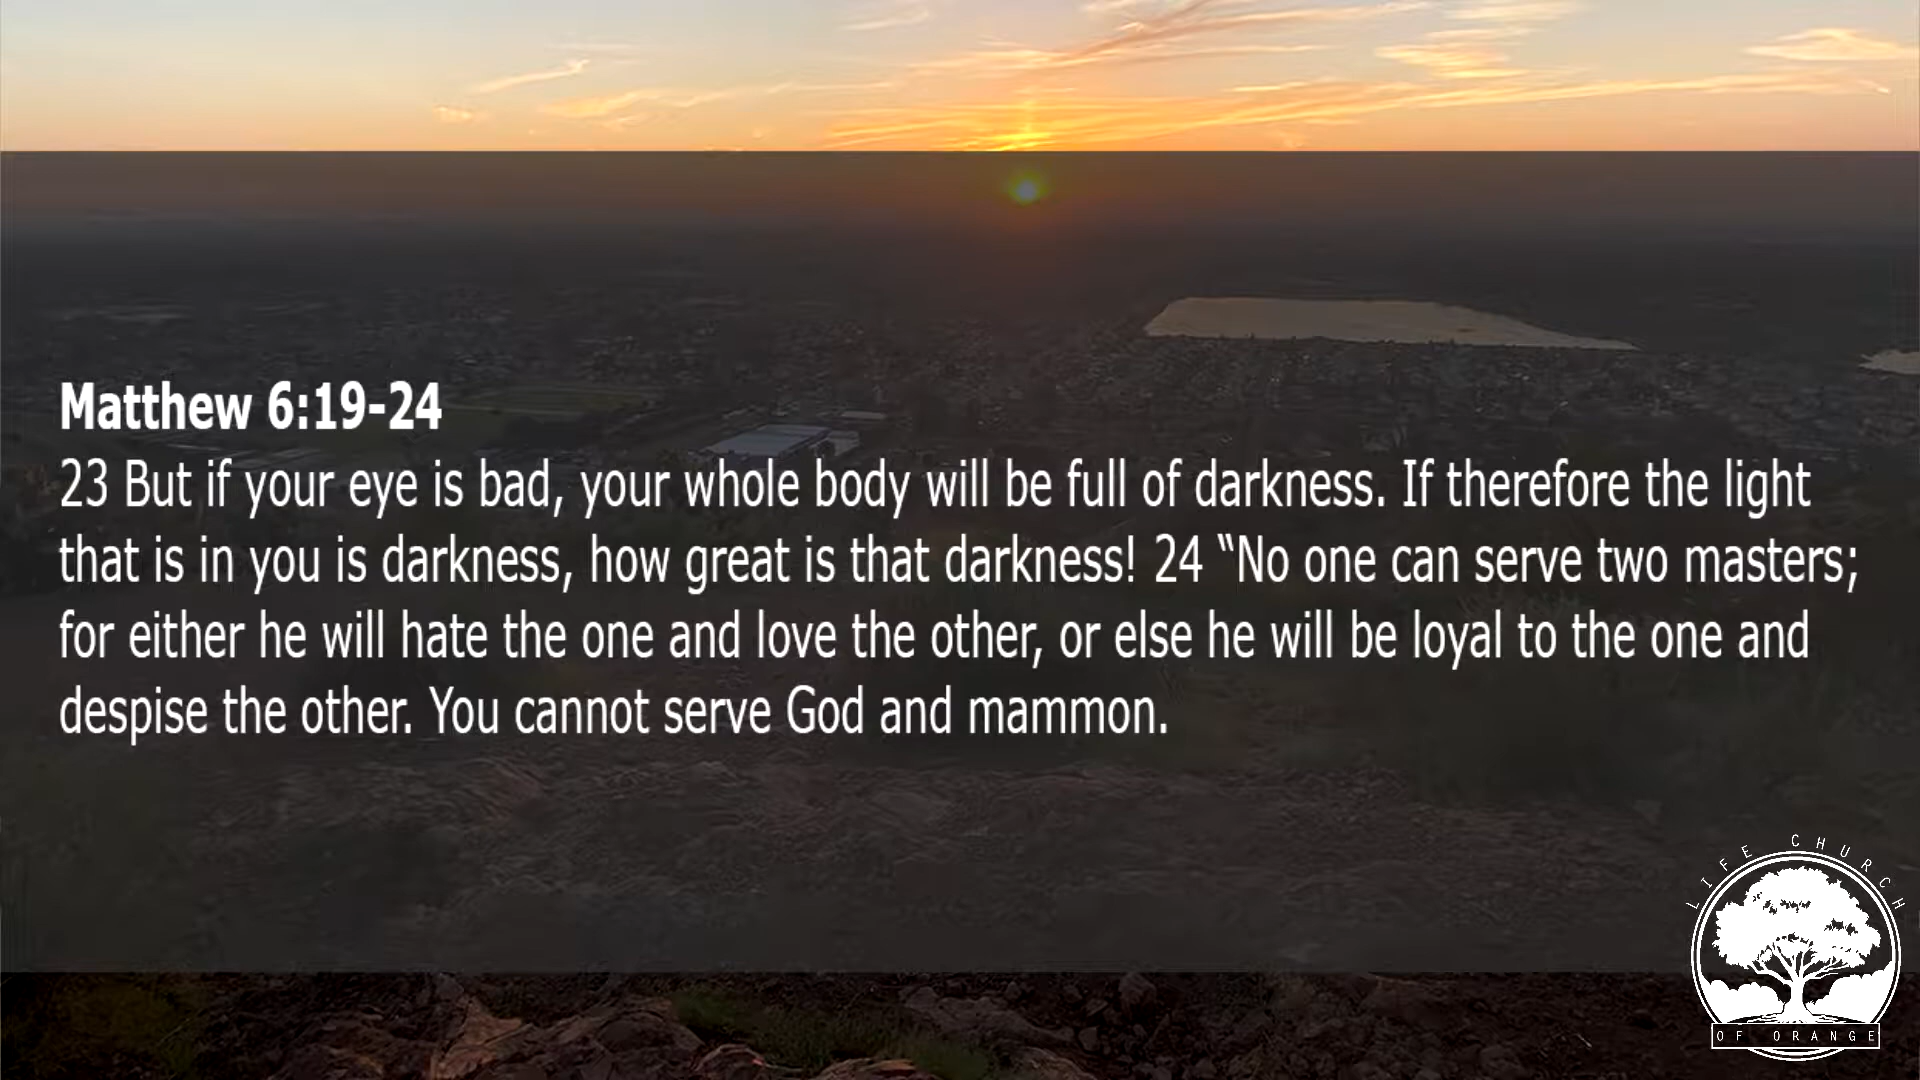 Matthew 6:19-24
23 But if your eye is bad, your whole body will be full of darkness. If therefore the light
that is in you is darkness, how great is that darkness! 24 “No one can serve two masters;
for either he will hate the one and love the other, or else he will be loyal to the one and
despise the other. You cannot serve God and mammon.
LIFE CHURCH
OF ORANGE